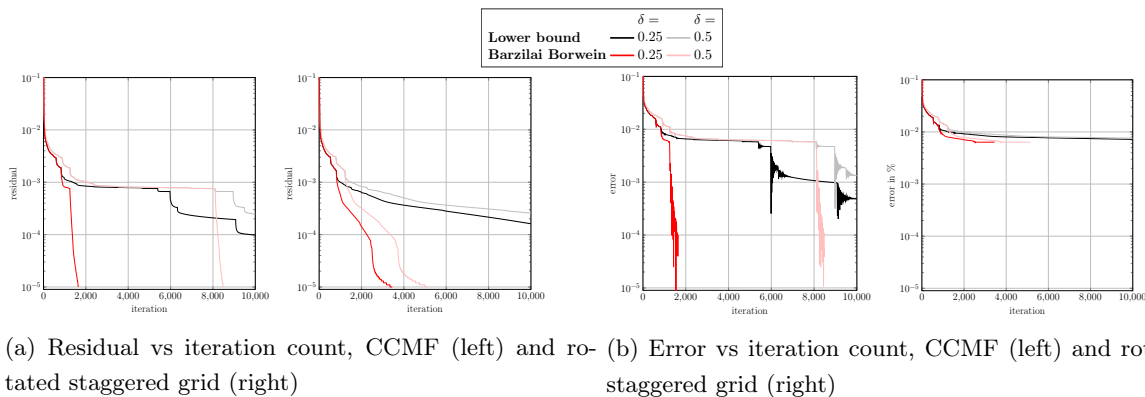 δ = δ =
Lower bound 0.25 0.5
Barzilai Borwein 0.25 0.5
10⁻¹
10⁻²
10⁻³
10⁻⁴
10⁻⁵
residual
0 2,000 4,000 6,000 8,000 10,000
iteration
10⁻¹
10⁻²
10⁻³
10⁻⁴
10⁻⁵
residual
0 2,000 4,000 6,000 8,000 10,000
iteration
10⁻¹
10⁻²
10⁻³
10⁻⁴
10⁻⁵
error
0 2,000 4,000 6,000 8,000 10,000
iteration
10⁻¹
10⁻²
10⁻³
10⁻⁴
10⁻⁵
error in %
0 2,000 4,000 6,000 8,000 10,000
iteration
(a) Residual vs iteration count, CCMF (left) and ro-
tated staggered grid (right)
(b) Error vs iteration count, CCMF (left) and ro
staggered grid (right)